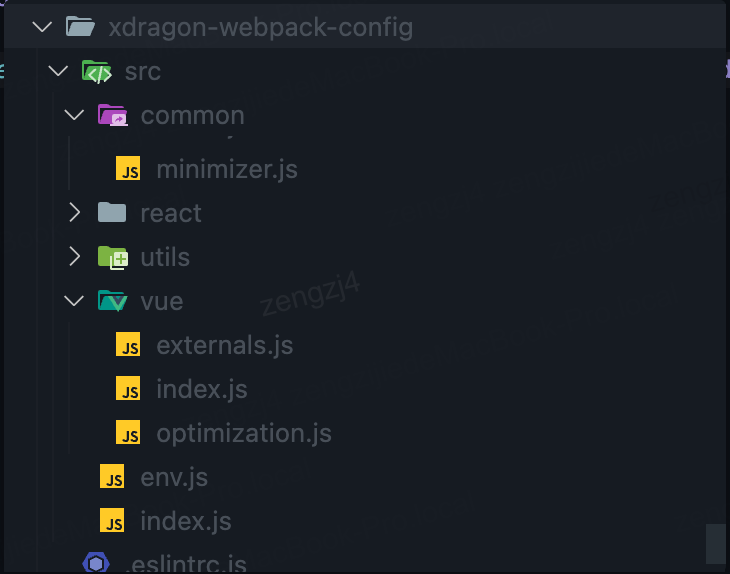 xdragon-webpack-config
src
common
JS minimizer.js
react
utils
vue
zengzj4
JS externals.js
JS index.js
JS optimization.js
JS env.js
JS index.js
.eslintrc.js